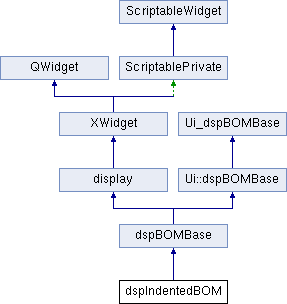 ScriptableWidget
QWidget
ScriptablePrivate
XWidget
Ui_dspBOMBase
display
Ui::dspBOMBase
dspBOMBase
dspIndentedBOM